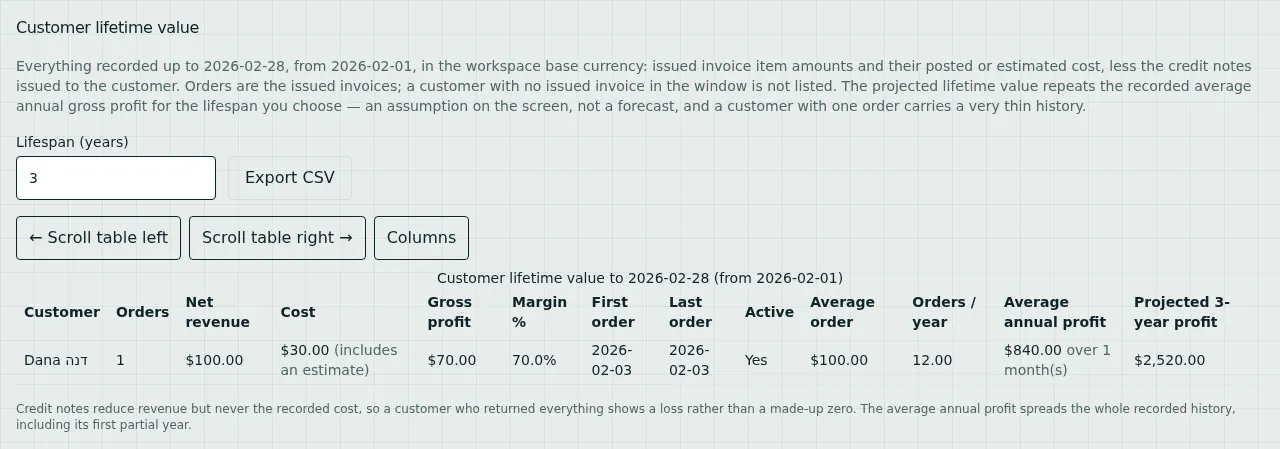 Customer lifetime value
Everything recorded up to 2026-02-28, from 2026-02-01, in the workspace base currency: issued invoice item amounts and their posted or estimated cost, less the credit notes
issued to the customer. Orders are the issued invoices; a customer with no issued invoice in the window is not listed. The projected lifetime value repeats the recorded average
annual gross profit for the lifespan you choose — an assumption on the screen, not a forecast, and a customer with one order carries a very thin history.
Lifespan (years)
3 Export CSV
← Scroll table left Scroll table right → Columns
Customer lifetime value to 2026-02-28 (from 2026-02-01)
Customer Orders Net revenue Cost Gross profit Margin % First order Last order Active Average order Orders / year Average annual profit Projected 3-year profit
Dana דנה 1 $100.00 $30.00 (includes an estimate) $70.00 70.0% 2026-02-03 2026-02-03 Yes $100.00 12.00 $840.00 over 1 month(s) $2,520.00
Credit notes reduce revenue but never the recorded cost, so a customer who returned everything shows a loss rather than a made-up zero. The average annual profit spreads the whole recorded history,
including its first partial year.